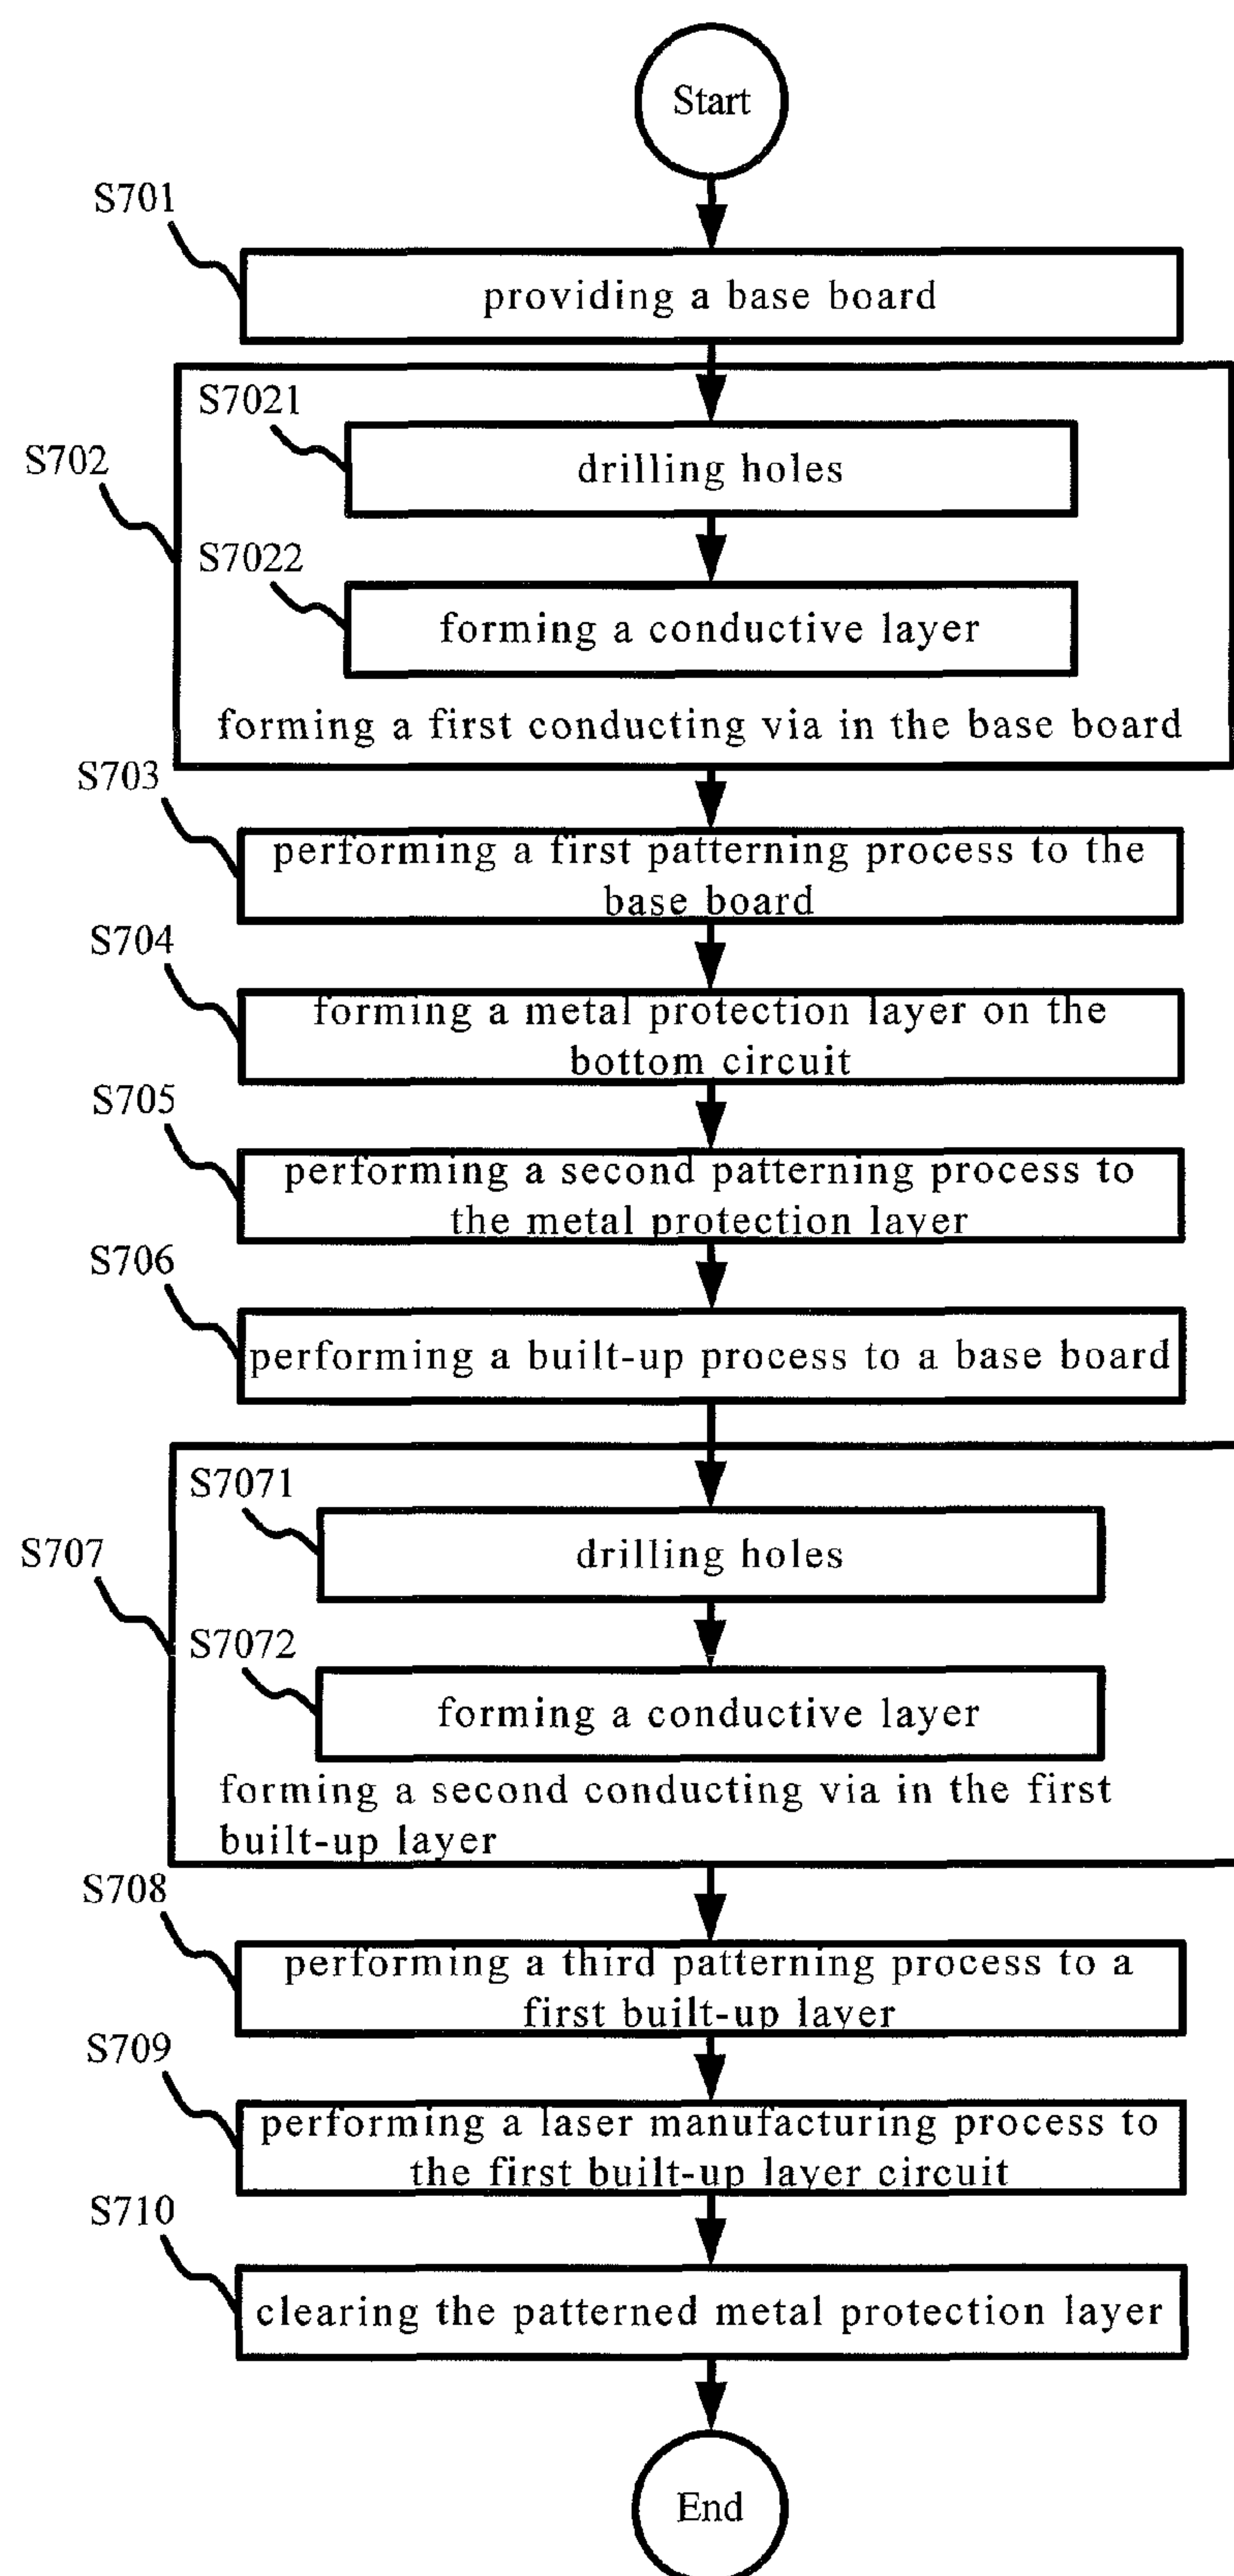 Start
S701
providing a base board
S7021
drilling holes
S702
S7022
forming a conductive layer
forming a first conducting via in the base board
S703
performing a first patterning process to the
base board
S704
forming a metal protection layer on the
bottom circuit
S705
performing a second patterning process to
the metal protection layer
S706
performing a built-up process to a base board
S7071
drilling holes
S707
S7072
forming a conductive layer
forming a second conducting via in the first
built-up layer
S708
performing a third patterning process to a
first built-up layer
S709
performing a laser manufacturing process to
the first built-up layer circuit
S710
clearing the patterned metal protection layer
End